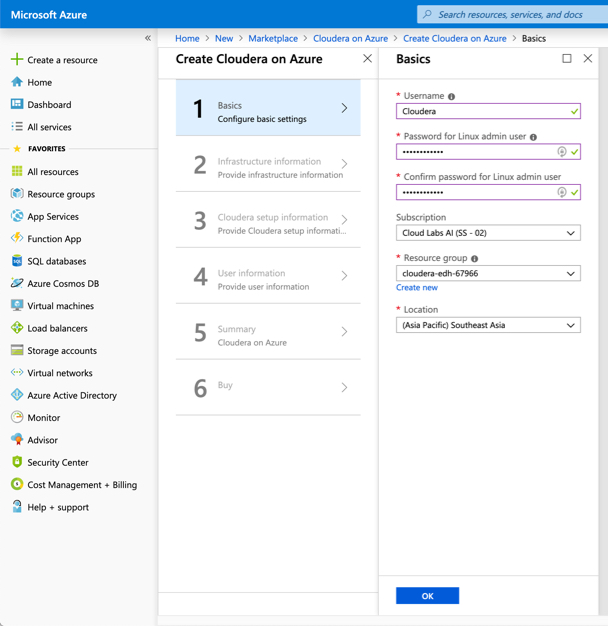 Microsoft Azure
Search resources, services, and docs
«
Create a resource
Home
Dashboard
All services
FAVORITES
All resources
Resource groups
App Services
Function App
SQL databases
Azure Cosmos DB
Virtual machines
Load balancers
Storage accounts
Virtual networks
Azure Active Directory
Monitor
Advisor
Security Center
Cost Management + Billing
Help + support
Home > New > Marketplace > Cloudera on Azure > Create Cloudera on Azure > Basics
Create Cloudera on Azure
1
Basics
Configure basic settings
2
Infrastructure information
Provide infrastructure information
3
Cloudera setup information
Provide Cloudera setup informati...
4
User information
Provide user information
5
Summary
Cloudera on Azure
6
Buy
Basics
* Username
Cloudera
* Password for Linux admin user
••••••••••••
* Confirm password for Linux admin user
••••••••••••
Subscription
Cloud Labs AI (SS - 02)
* Resource group
cloudera-edh-67966
Create new
* Location
(Asia Pacific) Southeast Asia
OK